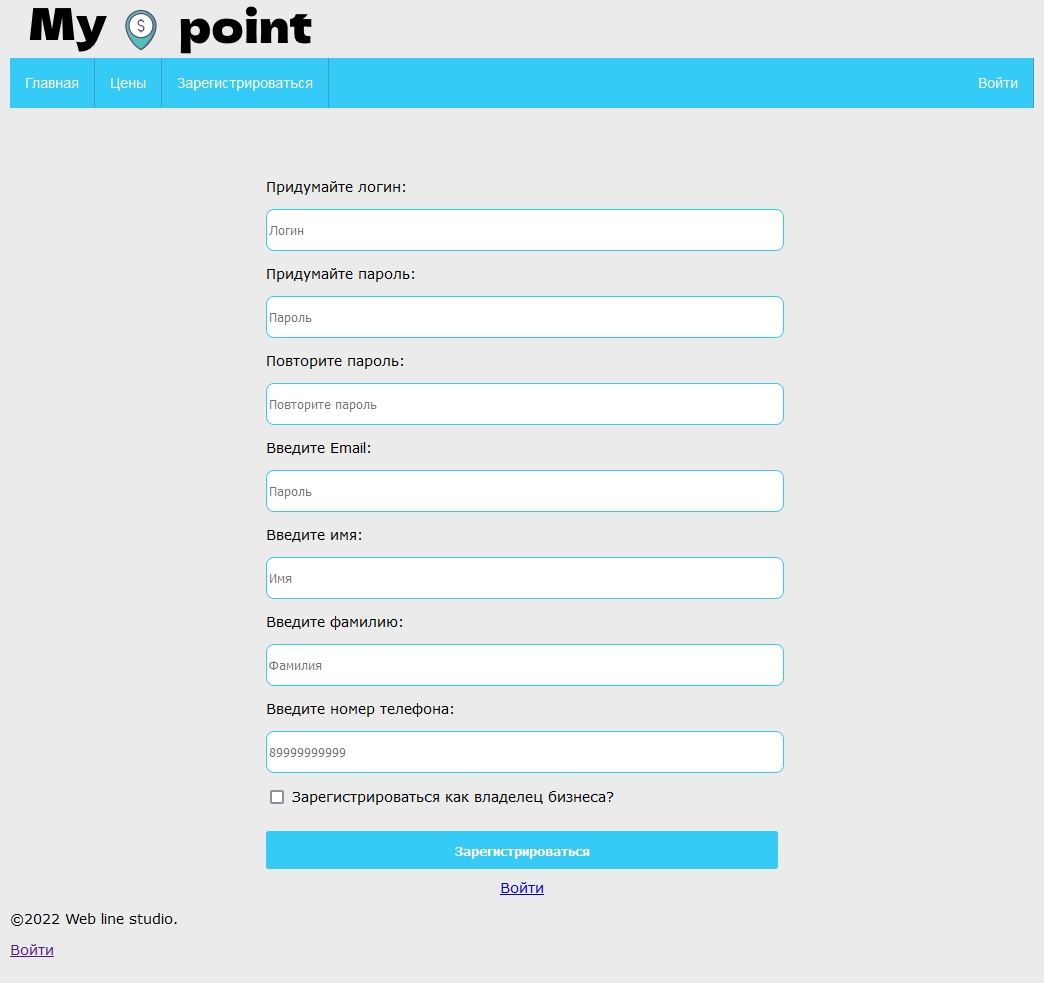 My $ point
Главная Цены Зарегистрироваться Войти
Придумайте логин:
Логин
Придумайте пароль:
Пароль
Повторите пароль:
Повторите пароль
Введите Email:
Пароль
Введите имя:
Имя
Введите фамилию:
Фамилия
Введите номер телефона:
89999999999
Зарегистрироваться как владелец бизнеса?
Зарегистрироваться
Войти
©2022 Web line studio.
Войти